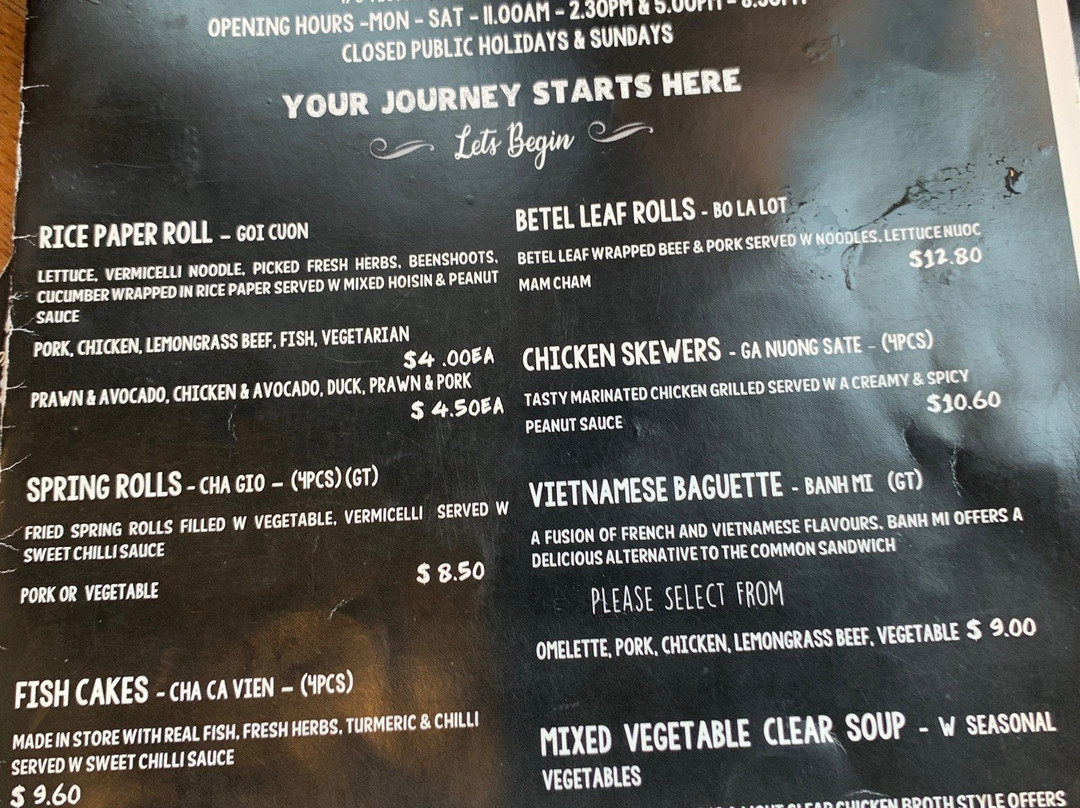 OPENING HOURS -MON - SAT - 11.00AM - 2.30PM & 5.00PM -
CLOSED PUBLIC HOLIDAYS & SUNDAYS
YOUR JOURNEY STARTS HERE
Lets Begin
RICE PAPER ROLL - GOI CUON
LETTUCE, VERMICELLI NOODLE, PICKED FRESH HERBS, BEENSHOOTS,
CUCUMBER WRAPPED IN RICE PAPER SERVED W MIXED HOISIN & PEANUT
SAUCE
PORK, CHICKEN, LEMONGRASS BEEF, FISH, VEGETARIAN
$4 .00EA
PRAWN & AVOCADO, CHICKEN & AVOCADO, DUCK, PRAWN & PORK
$ 4.50EA
SPRING ROLLS - CHA GIO - (4PCS) (GT)
FRIED SPRING ROLLS FILLED W VEGETABLE, VERMICELLI SERVED W
SWEET CHILLI SAUCE
$ 8.50
PORK OR VEGETABLE
FISH CAKES - CHA CA VIEN - (4PCS)
MADE IN STORE WITH REAL FISH, FRESH HERBS, TURMERIC & CHILLI
SERVED W SWEET CHILLI SAUCE
$ 9.60
BETEL LEAF ROLLS - BO LA LOT
BETEL LEAF WRAPPED BEEF & PORK SERVED W NOODLES, LETTUCE NUOC
$12.80
MAM CHAM
CHICKEN SKEWERS - GA NUONG SATE - (4PCS)
TASTY MARINATED CHICKEN GRILLED SERVED W A CREAMY & SPICY
$10.60
PEANUT SAUCE
VIETNAMESE BAGUETTE - BANH MI (GT)
A FUSION OF FRENCH AND VIETNAMESE FLAVOURS. BANH MI OFFERS A
DELICIOUS ALTERNATIVE TO THE COMMON SANDWICH
PLEASE SELECT FROM
OMELETTE, PORK, CHICKEN, LEMONGRASS BEEF, VEGETABLE $ 9.00
MIXED VEGETABLE CLEAR SOUP - W SEASONAL
VEGETABLES
CLEAR CHICKEN BROTH STYLE OFFERS